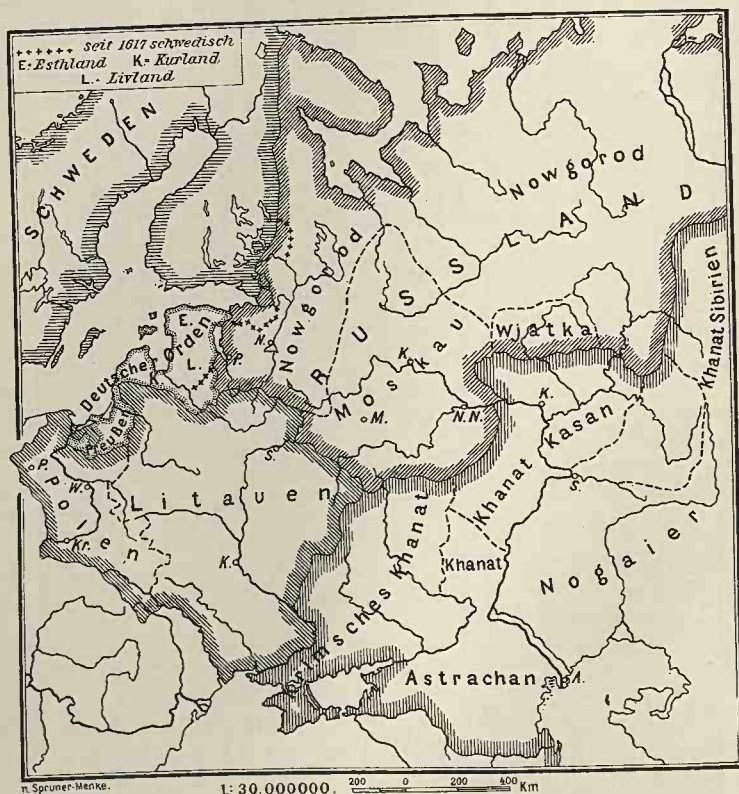 ++++++ seit 1617 schwedisch
E.=Esthland K.=Kurland
L.= Livland
SCHWEDEN
Nowgorod
RUSSLAND
Nowgorod
Wjatka
Khanat Sibirien
Moskau
E.
L.
Deutscher Orden
Preußen
P.
N.
K.
M.
N.N.
K.
Khanat Kasan
S.
S.
P.
W.
Polen
Kr.
Litauen
K.
Krimisches Khanat
Khanat
Nogaier
Astrachan
A.
n. Spruner-Menke.
1: 30.000000.
200 0 200 400 Km